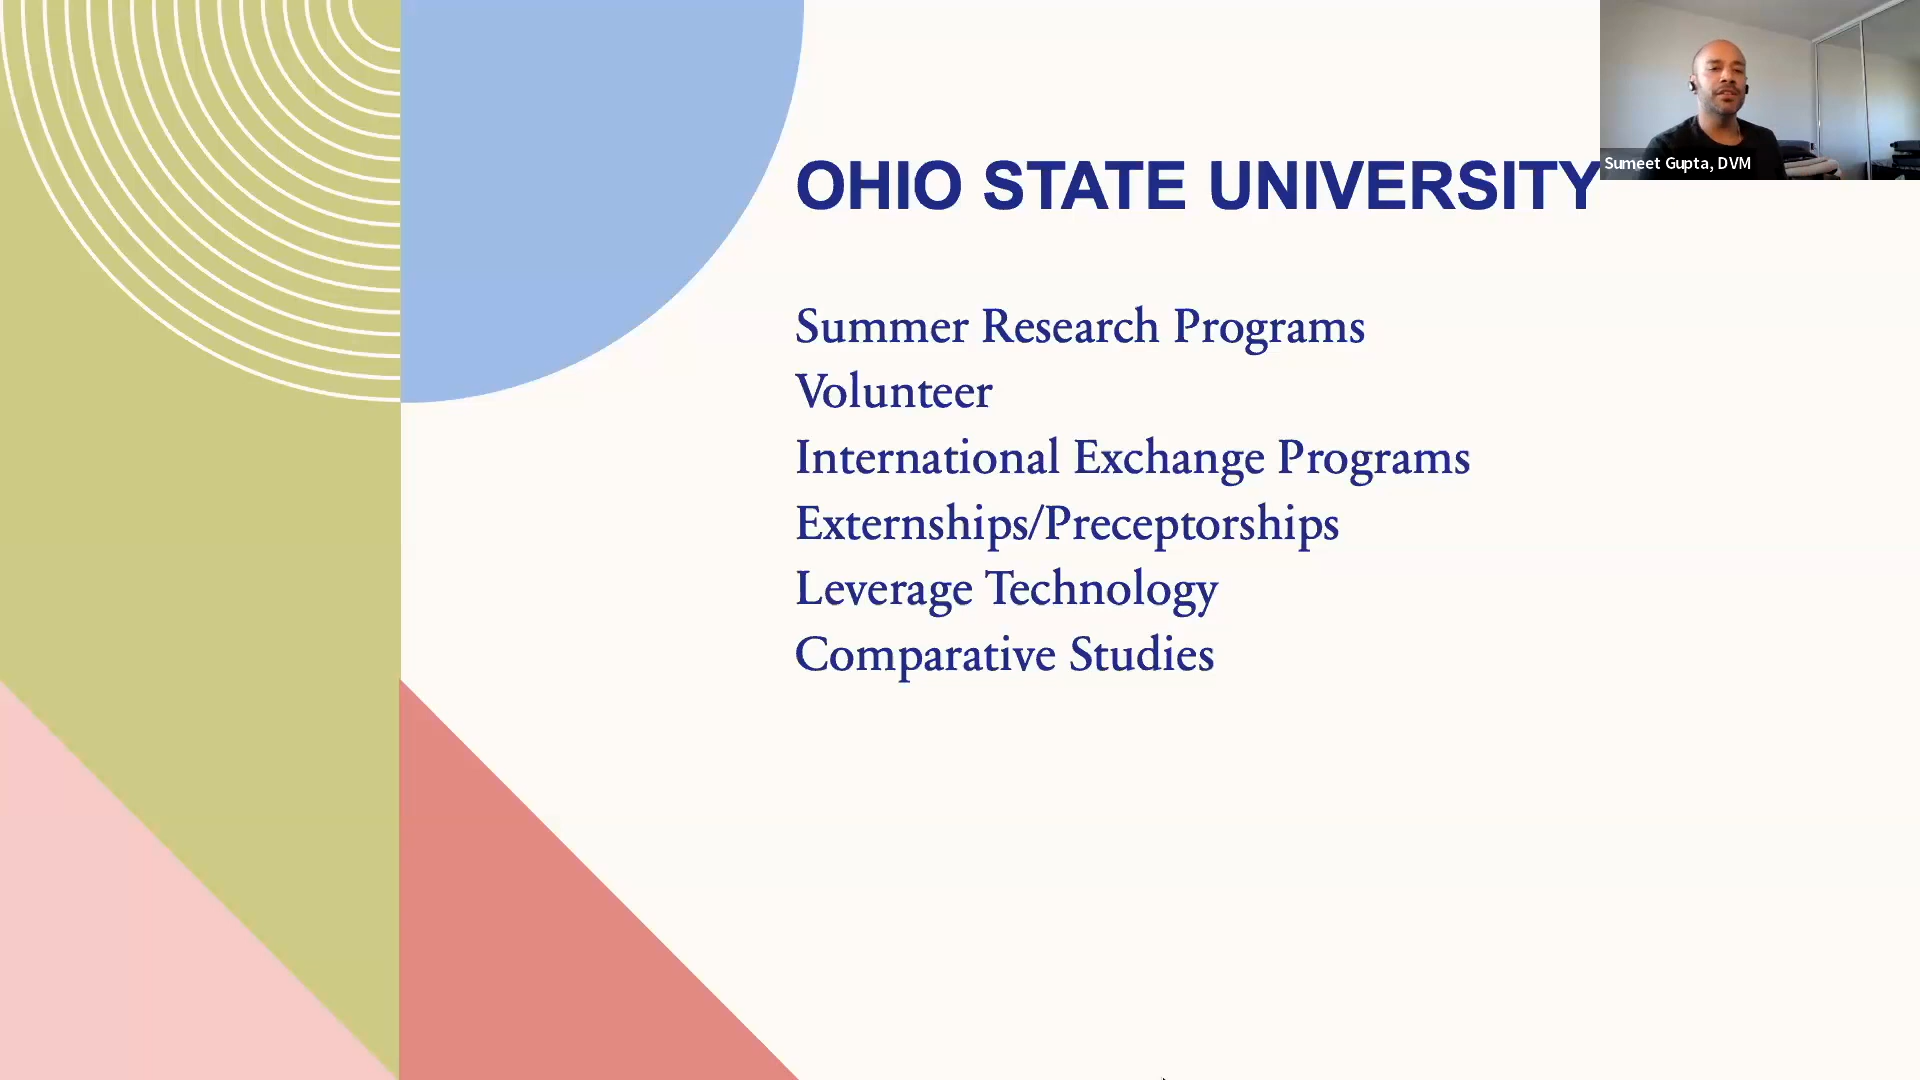 OHIO STATE UNIVERSITY
Sumeet Gupta, DVM
Summer Research Programs
Volunteer
International Exchange Programs
Externships/Preceptorships
Leverage Technology
Comparative Studies